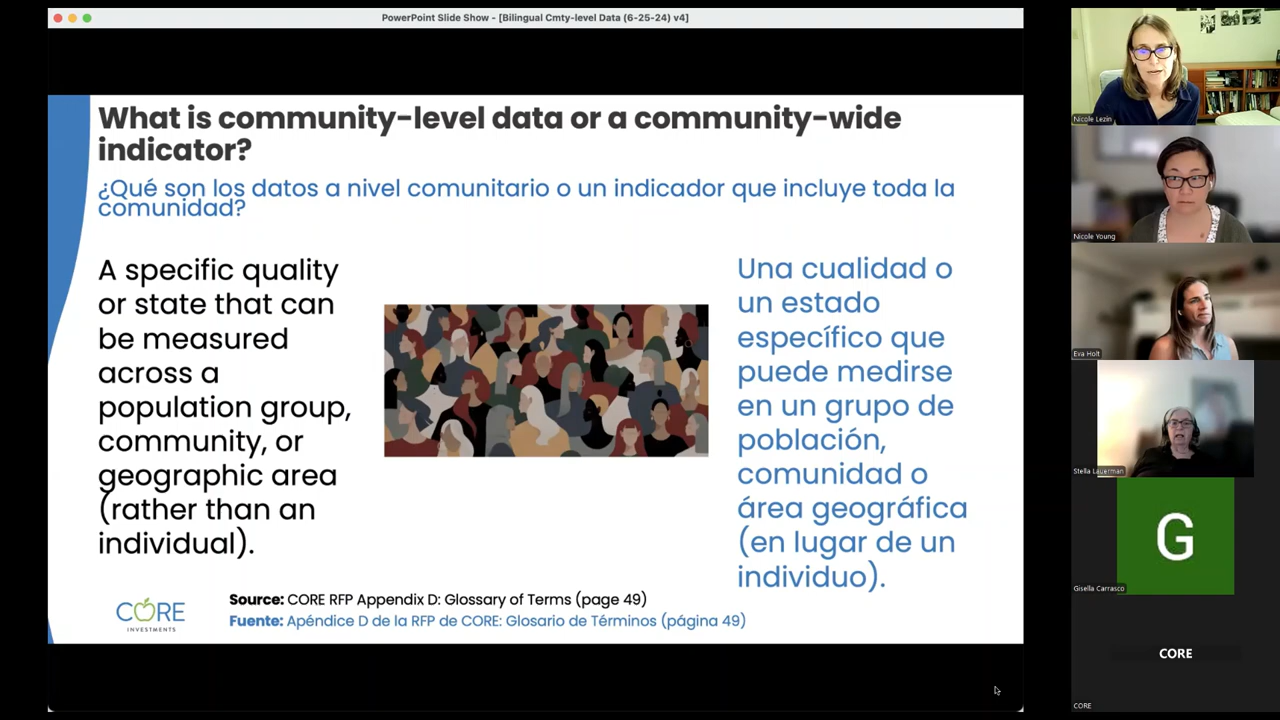 PowerPoint Slide Show - [Bilingual Cmty-level Data (6-25-24) v4]
What is community-level data or a community-wide
indicator?
¿Qué son los datos a nivel comunitario o un indicador que incluye toda la
comunidad?
A specific quality
or state that can
be measured
across a
population group,
community, or
geographic area
(rather than an
individual).
Una cualidad o
un estado
específico que
puede medirse
en un grupo de
población,
comunidad o
área geográfica
(en lugar de un
individuo).
CORE
INVESTMENTS
Source: CORE RFP Appendix D: Glossary of Terms (page 49)
Fuente: Apéndice D de la RFP de CORE: Glosario de Términos (página 49)
Nicole Lezin
Nicole Young
Eva Holt
Stella Lauerman
G
Gisella Carrasco
CORE
CORE